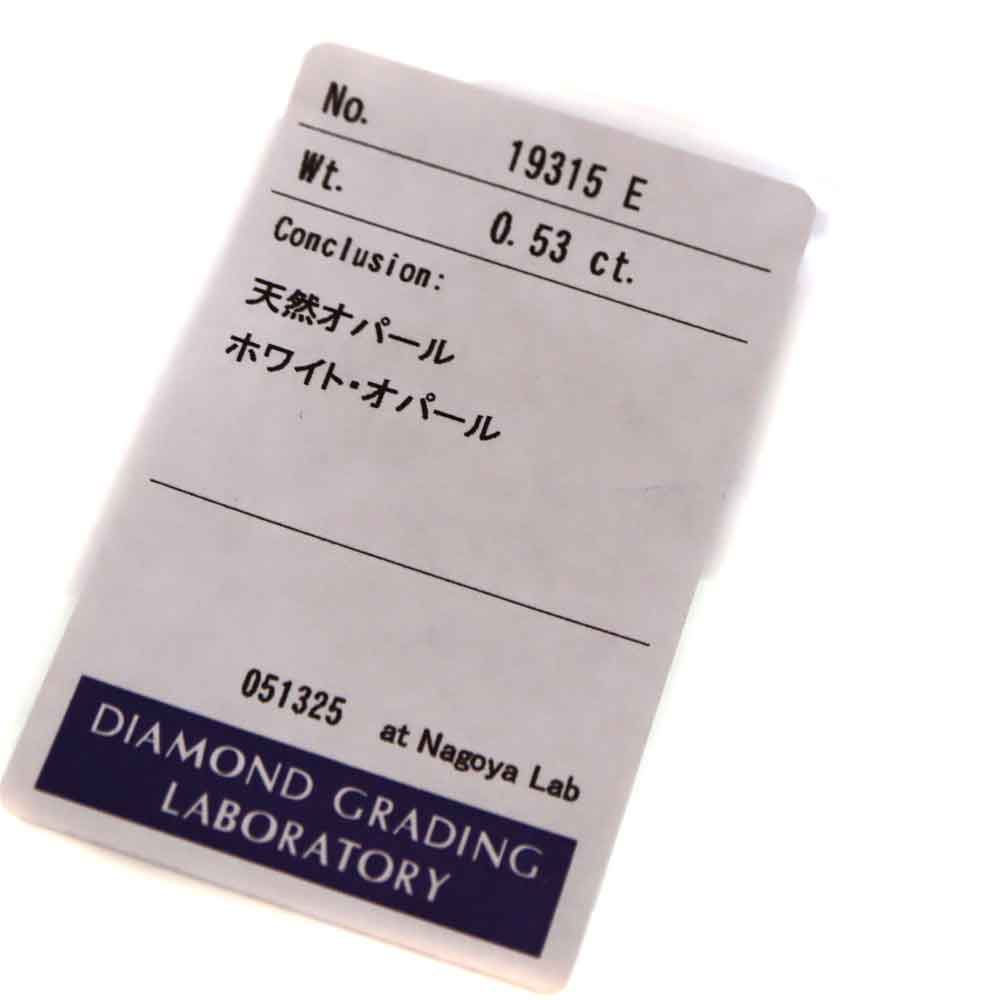 No. 19315 E
Wt. 0.53 ct.
Conclusion:
天然オパール
ホワイト・オパール
051325 at Nagoya Lab
DIAMOND GRADING
LABORATORY